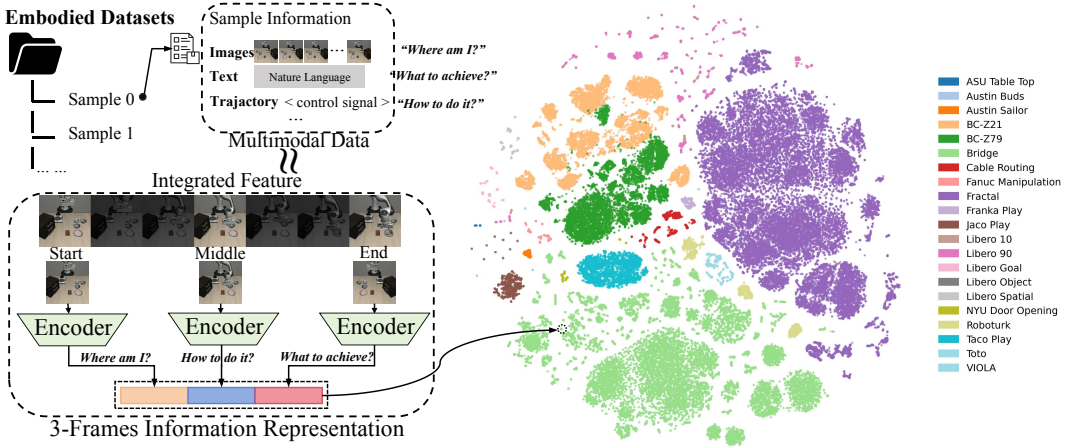 Embodied Datasets
Sample 0
Sample 1
... ...
Sample Information
Images
... 
“Where am I?”
Text
Nature Language
“What to achieve?”
Trajactory < control signal >
“How to do it?”
...
Multimodal Data
≈
Integrated Feature
Start
Middle
End
Encoder
Encoder
Encoder
Where am I?
How to do it?
What to achieve?
3-Frames Information Representation
ASU Table Top
Austin Buds
Austin Sailor
BC-Z21
BC-Z79
Bridge
Cable Routing
Fanuc Manipulation
Fractal
Franka Play
Jaco Play
Libero 10
Libero 90
Libero Goal
Libero Object
Libero Spatial
NYU Door Opening
Roboturk
Taco Play
Toto
VIOLA